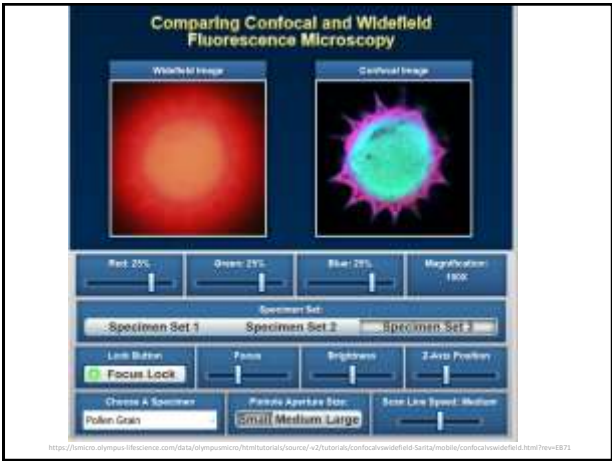 Comparing Confocal and Widefield
Fluorescence Microscopy
Widefield Image
Confocal Image
Red: 25%
Green: 25%
Blue: 25%
Magnification:
100X
Specimen Set:
Specimen Set 1
Specimen Set 2
Specimen Set 3
Lock Button
Focus
Brightness
Z-Axis Position
Focus Lock
Choose A Specimen
Pinhole Aperture Size:
Scan Line Speed: Medium
Pollen Grain
Small Medium Large